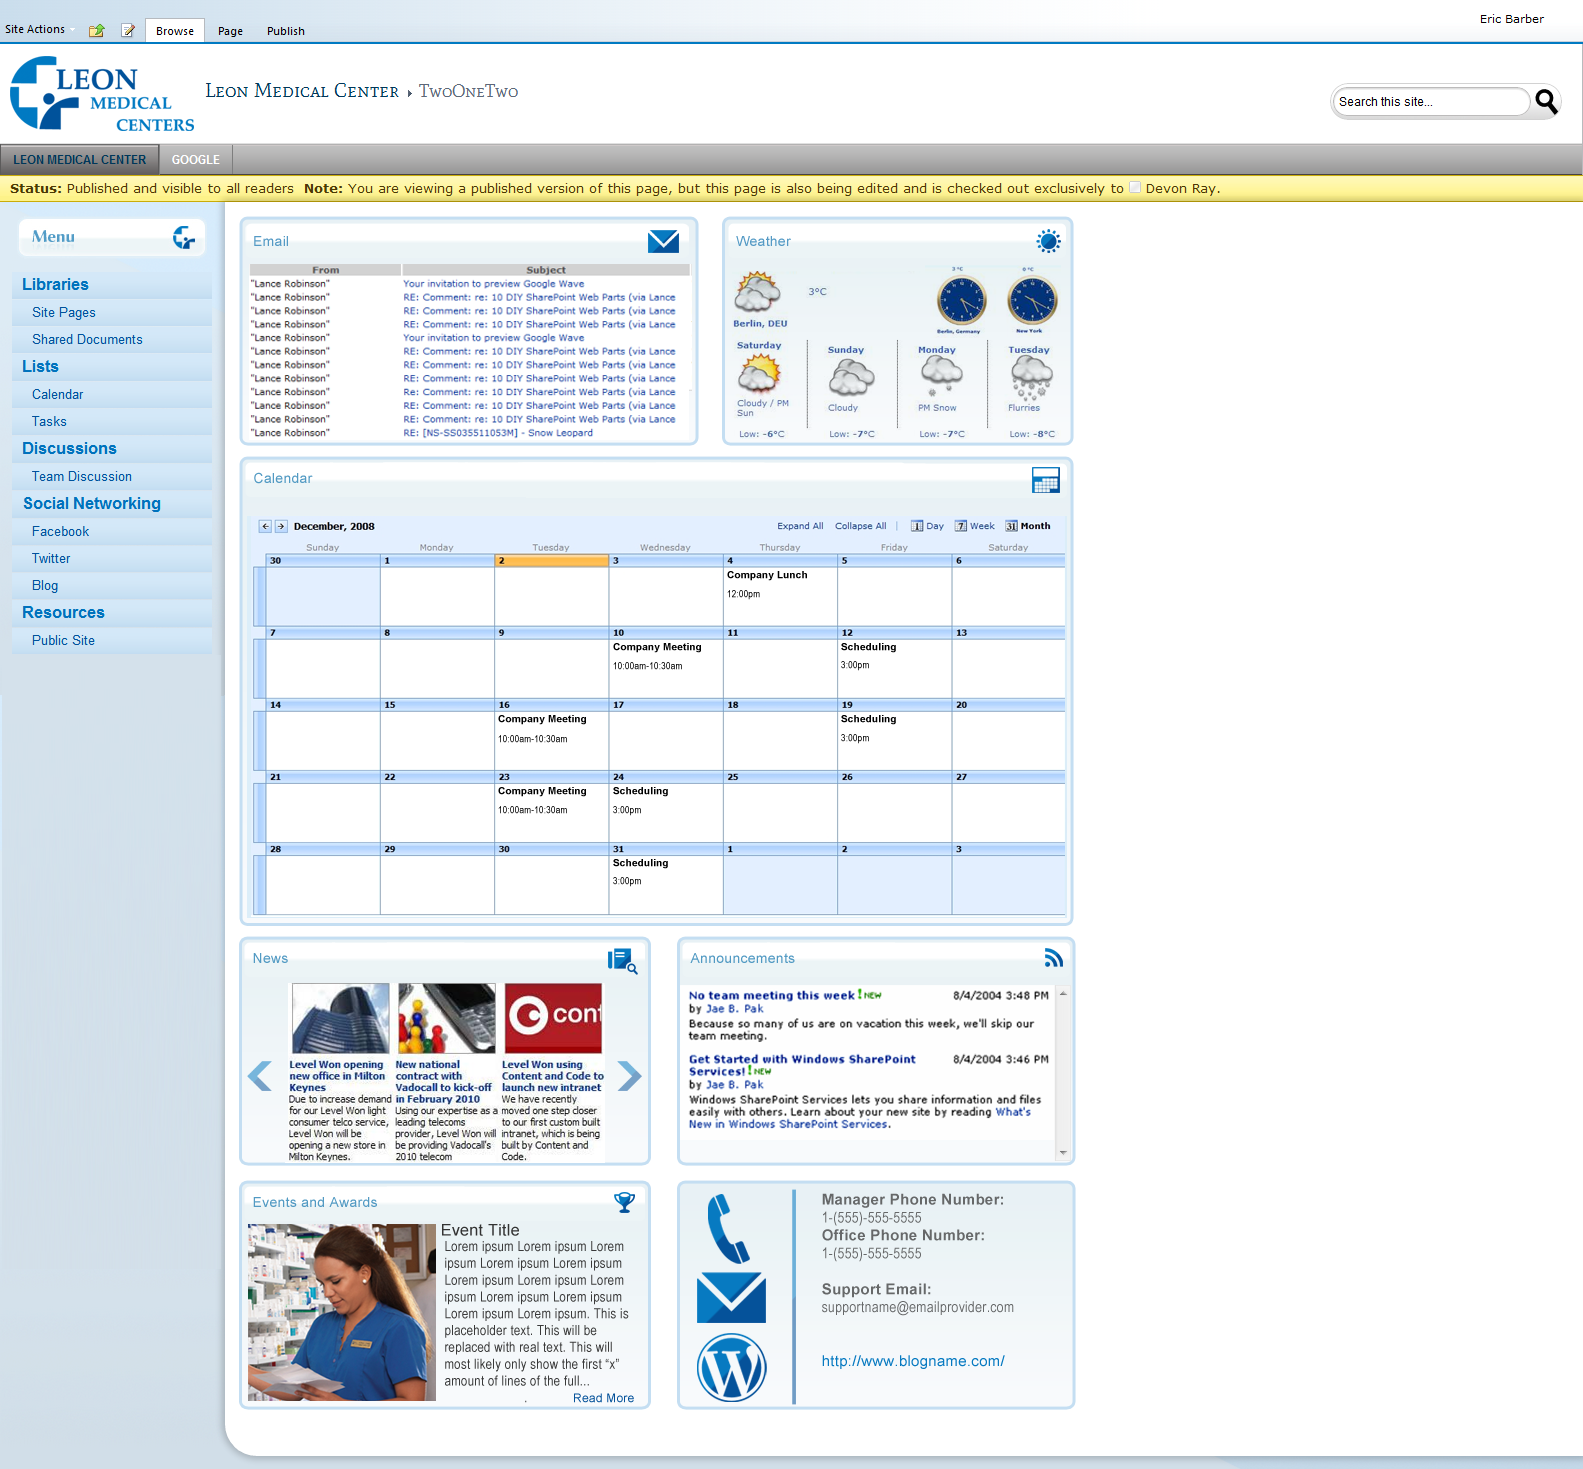 Site Actions
Browse
Page
Publish
Eric Barber
LEON
MEDICAL
CENTERS
Leon Medical Center ▸ TwoOneTwo
Search this site...
LEON MEDICAL CENTER
GOOGLE
Status: Published and visible to all readers Note: You are viewing a published version of this page, but this page is also being edited and is checked out exclusively to Devon Ray.
Menu
Libraries
Site Pages
Shared Documents
Lists
Calendar
Tasks
Discussions
Team Discussion
Social Networking
Facebook
Twitter
Blog
Resources
Public Site
Email
From Subject
"Lance Robinson" Your invitation to preview Google Wave
"Lance Robinson" RE: Comment: re: 10 DIY SharePoint Web Parts (via Lance
"Lance Robinson" RE: Comment: re: 10 DIY SharePoint Web Parts (via Lance
"Lance Robinson" RE: Comment: re: 10 DIY SharePoint Web Parts (via Lance
"Lance Robinson" Your invitation to preview Google Wave
"Lance Robinson" RE: Comment: re: 10 DIY SharePoint Web Parts (via Lance
"Lance Robinson" RE: Comment: re: 10 DIY SharePoint Web Parts (via Lance
"Lance Robinson" RE: Comment: re: 10 DIY SharePoint Web Parts (via Lance
"Lance Robinson" RE: Comment: re: 10 DIY SharePoint Web Parts (via Lance
"Lance Robinson" RE: Comment: re: 10 DIY SharePoint Web Parts (via Lance
"Lance Robinson" RE: Comment: re: 10 DIY SharePoint Web Parts (via Lance
"Lance Robinson" RE: [NS-SS035511053M] - Snow Leopard
Weather
3°C
Berlin, DEU
3°C
Berlin, Germany
0°C
New York
Saturday
Cloudy / PM
Sun
Low: -6°C
Sunday
Cloudy
Low: -7°C
Monday
PM Snow
Low: -7°C
Tuesday
Flurries
Low: -8°C
Calendar
December, 2008
Expand All Collapse All | 1 Day 7 Week 31 Month
Sunday Monday Tuesday Wednesday Thursday Friday Saturday
30 1 2 3 4 5 6
Company Lunch
12:00pm
7 8 9 10 11 12 13
Company Meeting Scheduling
10:00am-10:30am 3:00pm
14 15 16 17 18 19 20
Company Meeting Scheduling
10:00am-10:30am 3:00pm
21 22 23 24 25 26 27
Company Meeting Scheduling
10:00am-10:30am 3:00pm
28 29 30 31 1 2 3
Scheduling
3:00pm
News
Level Won opening
new office in Milton
Keynes
Due to increase demand
for our Level Won light
consumer telco service,
Level Won will be
opening a new store in
Milton Keynes.
New national
contract with
Vadocall to kick-off
in February 2010
Using our expertise as a
leading telecoms
provider, Level Won will
be providing Vadocall's
2010 telecom
cont
Level Won using
Content and Code to
launch new intranet
We have recently
moved one step closer
to our first custom built
intranet, which is being
built by Content and
Code.
Announcements
No team meeting this week ! NEW 8/4/2004 3:48 PM
by Jae B. Pak
Because so many of us are on vacation this week, we'll skip our
team meeting.
Get Started with Windows SharePoint 8/4/2004 3:46 PM
Services! ! NEW
by Jae B. Pak
Windows SharePoint Services lets you share information and files
easily with others. Learn about your new site by reading What's
New in Windows SharePoint Services.
Events and Awards
Event Title
Lorem ipsum Lorem ipsum Lorem
ipsum Lorem ipsum Lorem ipsum
Lorem ipsum Lorem ipsum Lorem
ipsum Lorem ipsum Lorem ipsum
Lorem ipsum Lorem ipsum. This is
placeholder text. This will be
replaced with real text. This will
most likely only show the first “x”
amount of lines of the full...
Read More
Manager Phone Number:
1-(555)-555-5555
Office Phone Number:
1-(555)-555-5555
Support Email:
supportname@emailprovider.com
http://www.blogname.com/